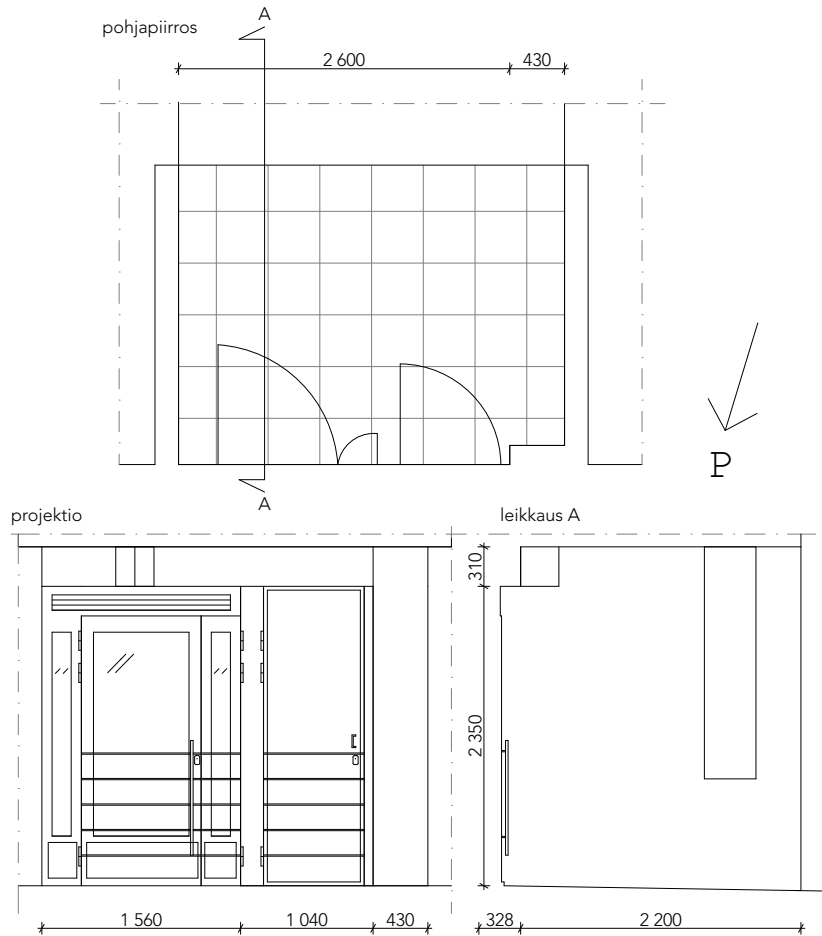 pohjapiirros
A
2 600
430
A
P
projektio
leikkaus A
310
2 350
1 560
1 040
430
328
2 200